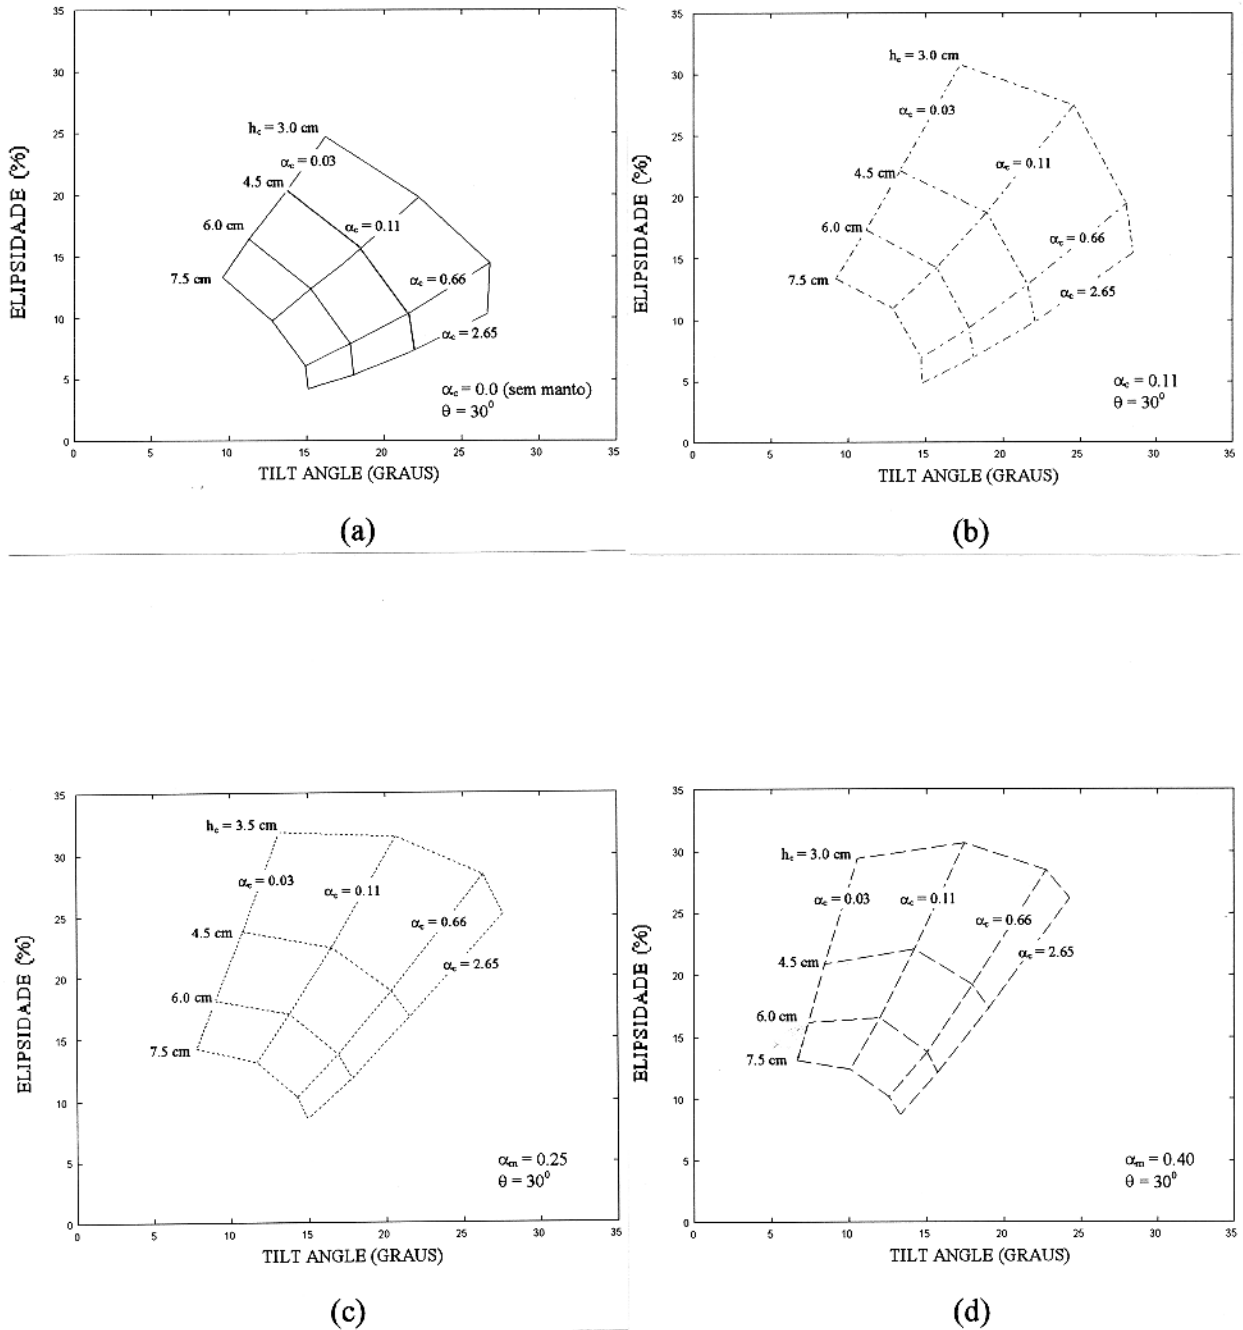 35
30
25
20
15
10
5
0
ELIPSIDADE (%)
hc = 3.0 cm
αc = 0.03
4.5 cm
αc = 0.11
6.0 cm
7.5 cm
αc = 0.66
αc = 2.65
αc = 0.0 (sem manto)
θ = 30⁰
0 5 10 15 20 25 30 35
TILT ANGLE (GRAUS)
(a)
35
30
25
20
15
10
5
0
ELIPSIDADE (%)
hc = 3.0 cm
αc = 0.03
αc = 0.11
4.5 cm
6.0 cm
αc = 0.66
7.5 cm
αc = 2.65
αc = 0.11
θ = 30⁰
0 5 10 15 20 25 30 35
TILT ANGLE (GRAUS)
(b)
35
30
25
20
15
10
5
0
ELIPSIDADE (%)
hc = 3.5 cm
αc = 0.03
αc = 0.11
αc = 0.66
4.5 cm
αc = 2.65
6.0 cm
7.5 cm
αm = 0.25
θ = 30⁰
0 5 10 15 20 25 30 35
TILT ANGLE (GRAUS)
(c)
35
30
25
20
15
10
5
0
ELIPSIDADE (%)
hc = 3.0 cm
αc = 0.03
αc = 0.11
αc = 0.66
αc = 2.65
4.5 cm
6.0 cm
7.5 cm
αm = 0.40
θ = 30⁰
0 5 10 15 20 25 30 35
TILT ANGLE (GRAUS)
(d)